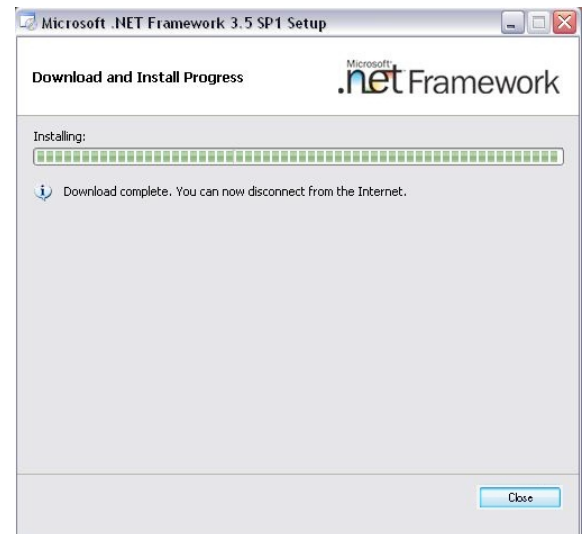 Microsoft .NET Framework 3.5 SP1 Setup
Download and Install Progress
Microsoft
.net Framework
Installing:
Download complete. You can now disconnect from the Internet.
Close